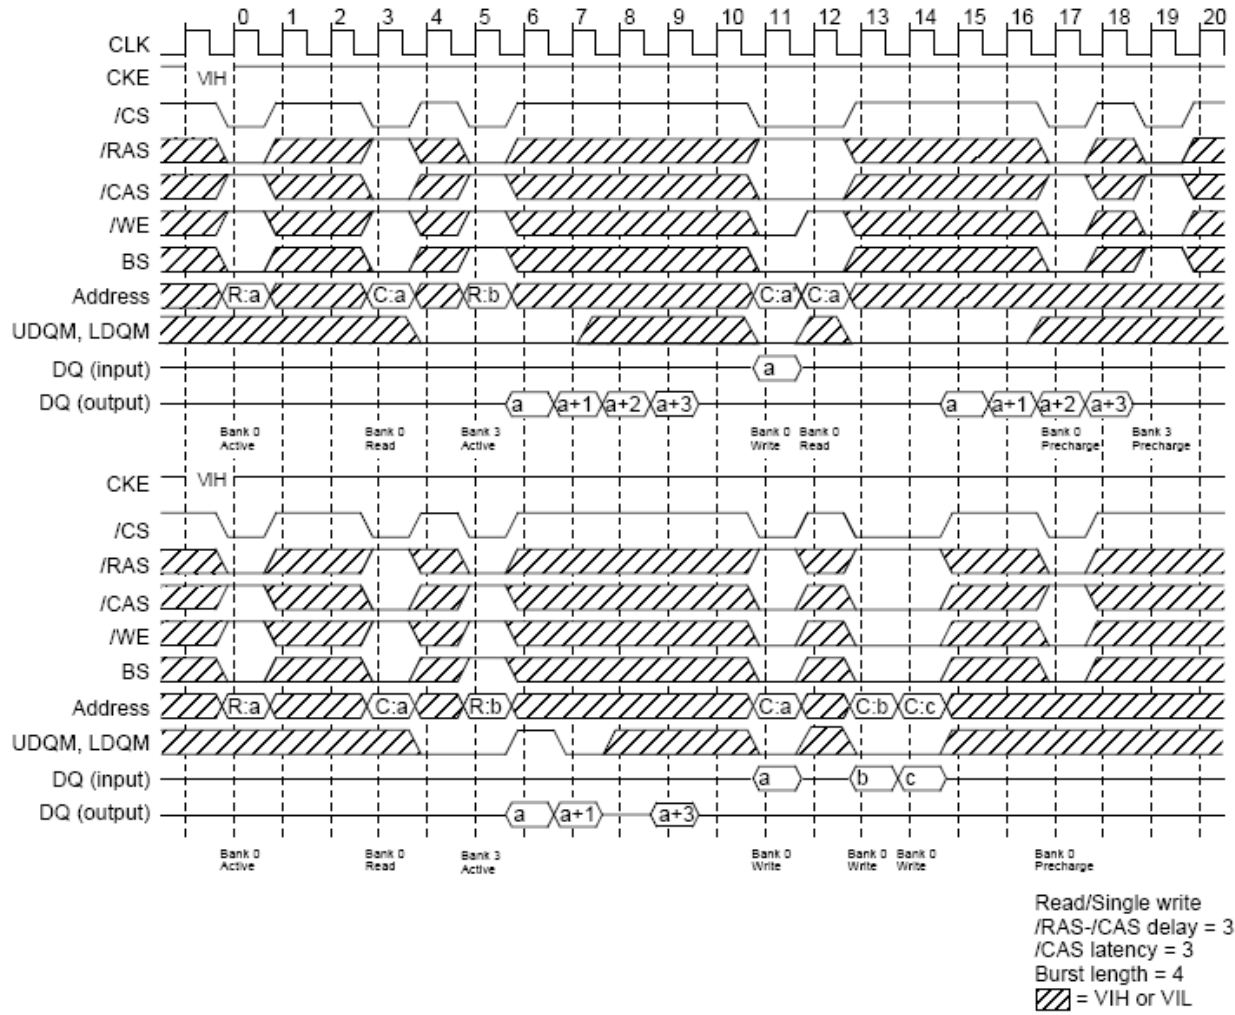 0 1 2 3 4 5 6 7 8 9 10 11 12 13 14 15 16 17 18 19 20
CLK
CKE VIH
/CS
/RAS
/CAS
/WE
BS
Address R:a C:a R:b C:a' C:a
UDQM, LDQM
DQ (input) a
DQ (output) a a+1 a+2 a+3 a a+1 a+2 a+3
Bank 0 Bank 0 Bank 3 Bank 0 Bank 0 Bank 0 Bank 3
Active Read Active Write Read Precharge Precharge
CKE VIH
/CS
/RAS
/CAS
/WE
BS
Address R:a C:a R:b C:a C:b C:c
UDQM, LDQM
DQ (input) a b c
DQ (output) a a+1 a+3
Bank 0 Bank 0 Bank 3 Bank 0 Bank 0 Bank 0 Bank 0
Active Read Active Write Write Write Precharge
Read/Single write
/RAS-/CAS delay = 3
/CAS latency = 3
Burst length = 4
= VIH or VIL